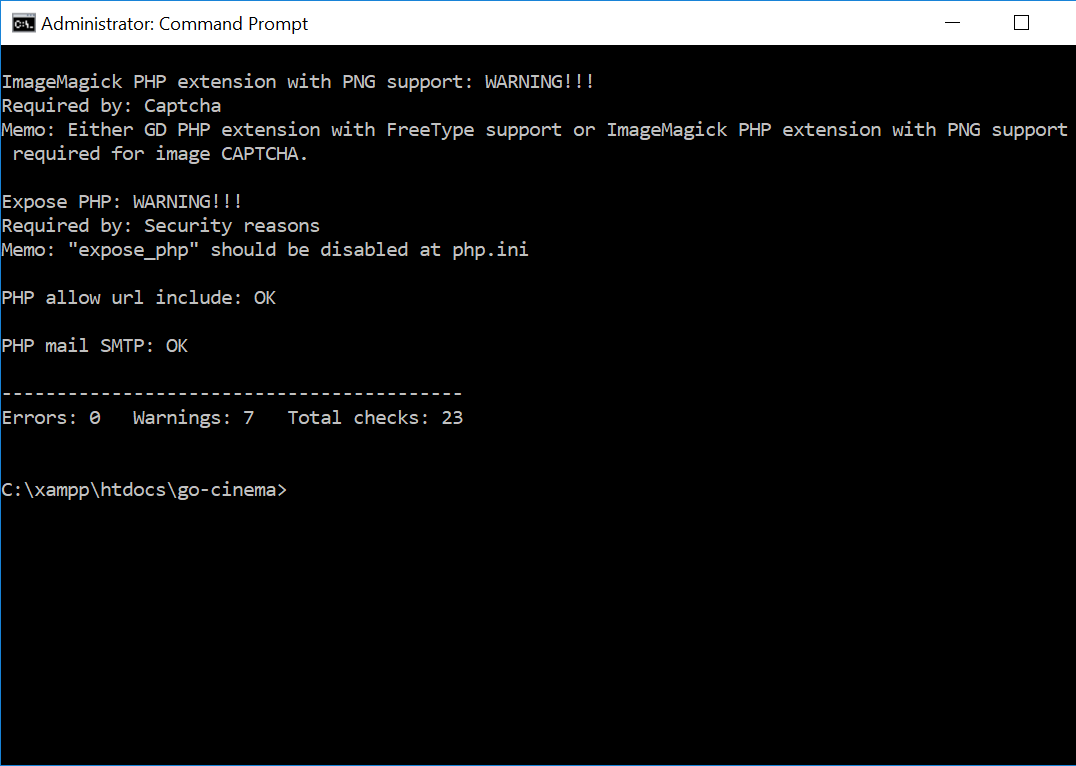 Administrator: Command Prompt
ImageMagick PHP extension with PNG support: WARNING!!!
Required by: Captcha
Memo: Either GD PHP extension with FreeType support or ImageMagick PHP extension with PNG support
required for image CAPTCHA.
Expose PHP: WARNING!!!
Required by: Security reasons
Memo: "expose_php" should be disabled at php.ini
PHP allow url include: OK
PHP mail SMTP: OK
------------------------------------------
Errors: 0   Warnings: 7   Total checks: 23
C:\xampp\htdocs\go-cinema>